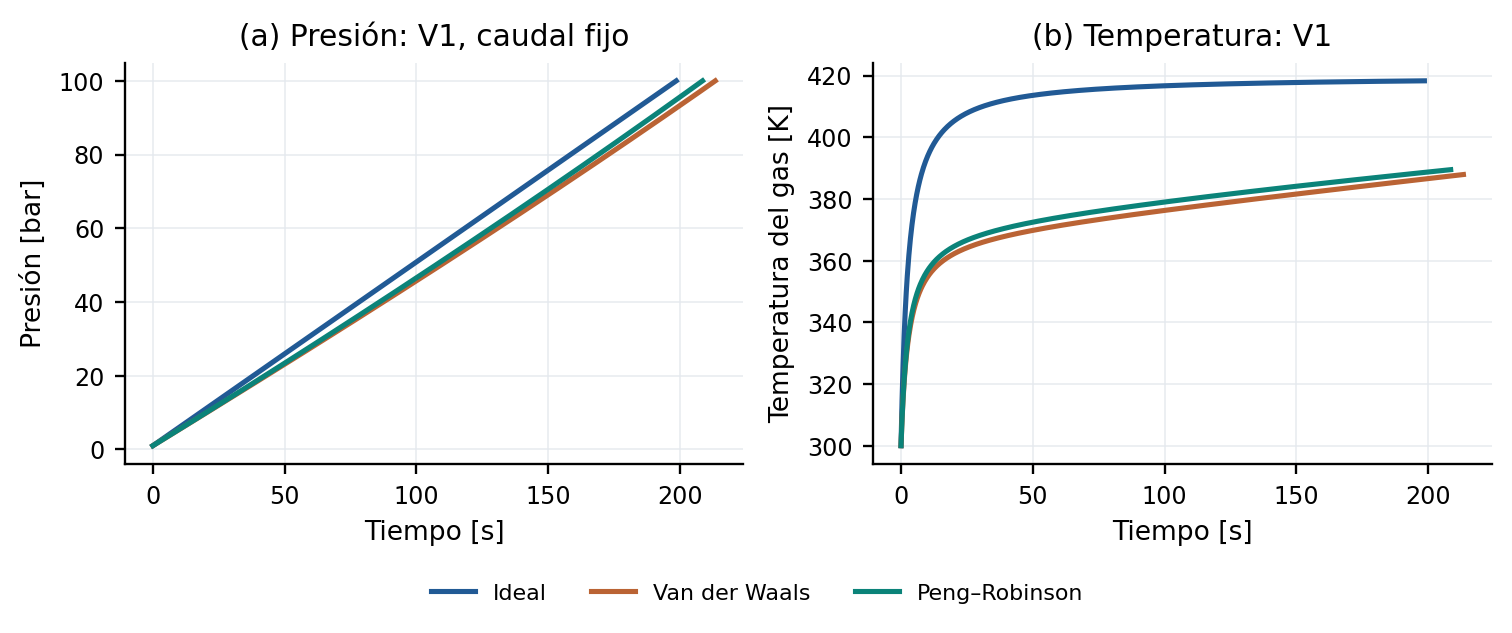 (a) Presión: V1, caudal fijo
Presión [bar]
100
80
60
40
20
0
0 50 100 150 200
Tiempo [s]
(b) Temperatura: V1
Temperatura del gas [K]
420
400
380
360
340
320
300
0 50 100 150 200
Tiempo [s]
Ideal Van der Waals Peng–Robinson